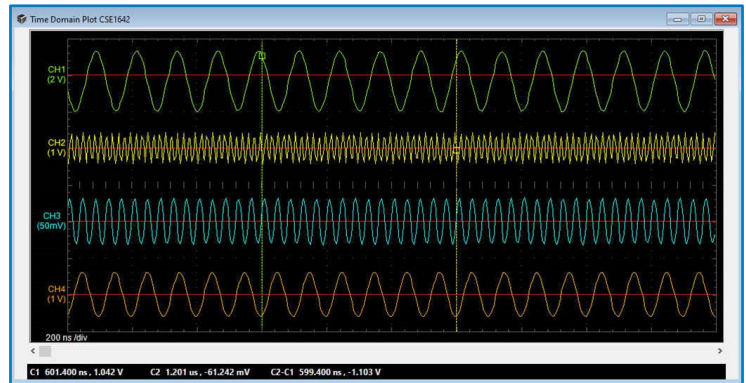 Time Domain Plot CSE1642
CH1
(2 V)
CH2
(1 V)
CH3
(50mV)
CH4
(1 V)
200 ns /div
C1 601.400 ns , 1.042 V C2 1.201 us , -61.242 mV C2-C1 599.400 ns , -1.103 V